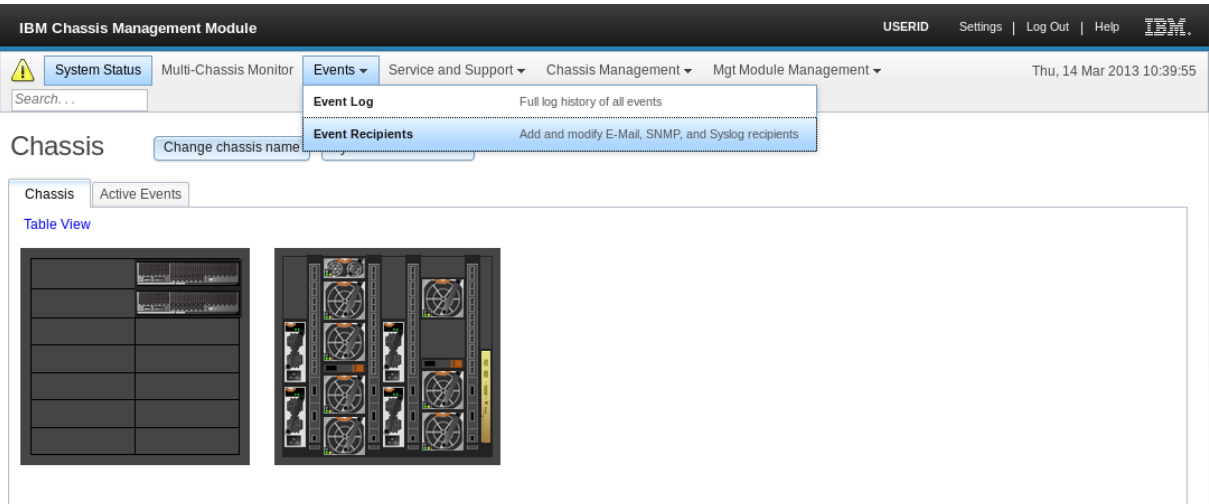 IBM Chassis Management Module USERID Settings | Log Out | Help IBM.
System Status Multi-Chassis Monitor Events Service and Support Chassis Management Mgt Module Management Thu, 14 Mar 2013 10:39:55
Search. . .
Event Log Full log history of all events
Event Recipients Add and modify E-Mail, SNMP, and Syslog recipients
Chassis Change chassis name
Chassis Active Events
Table View